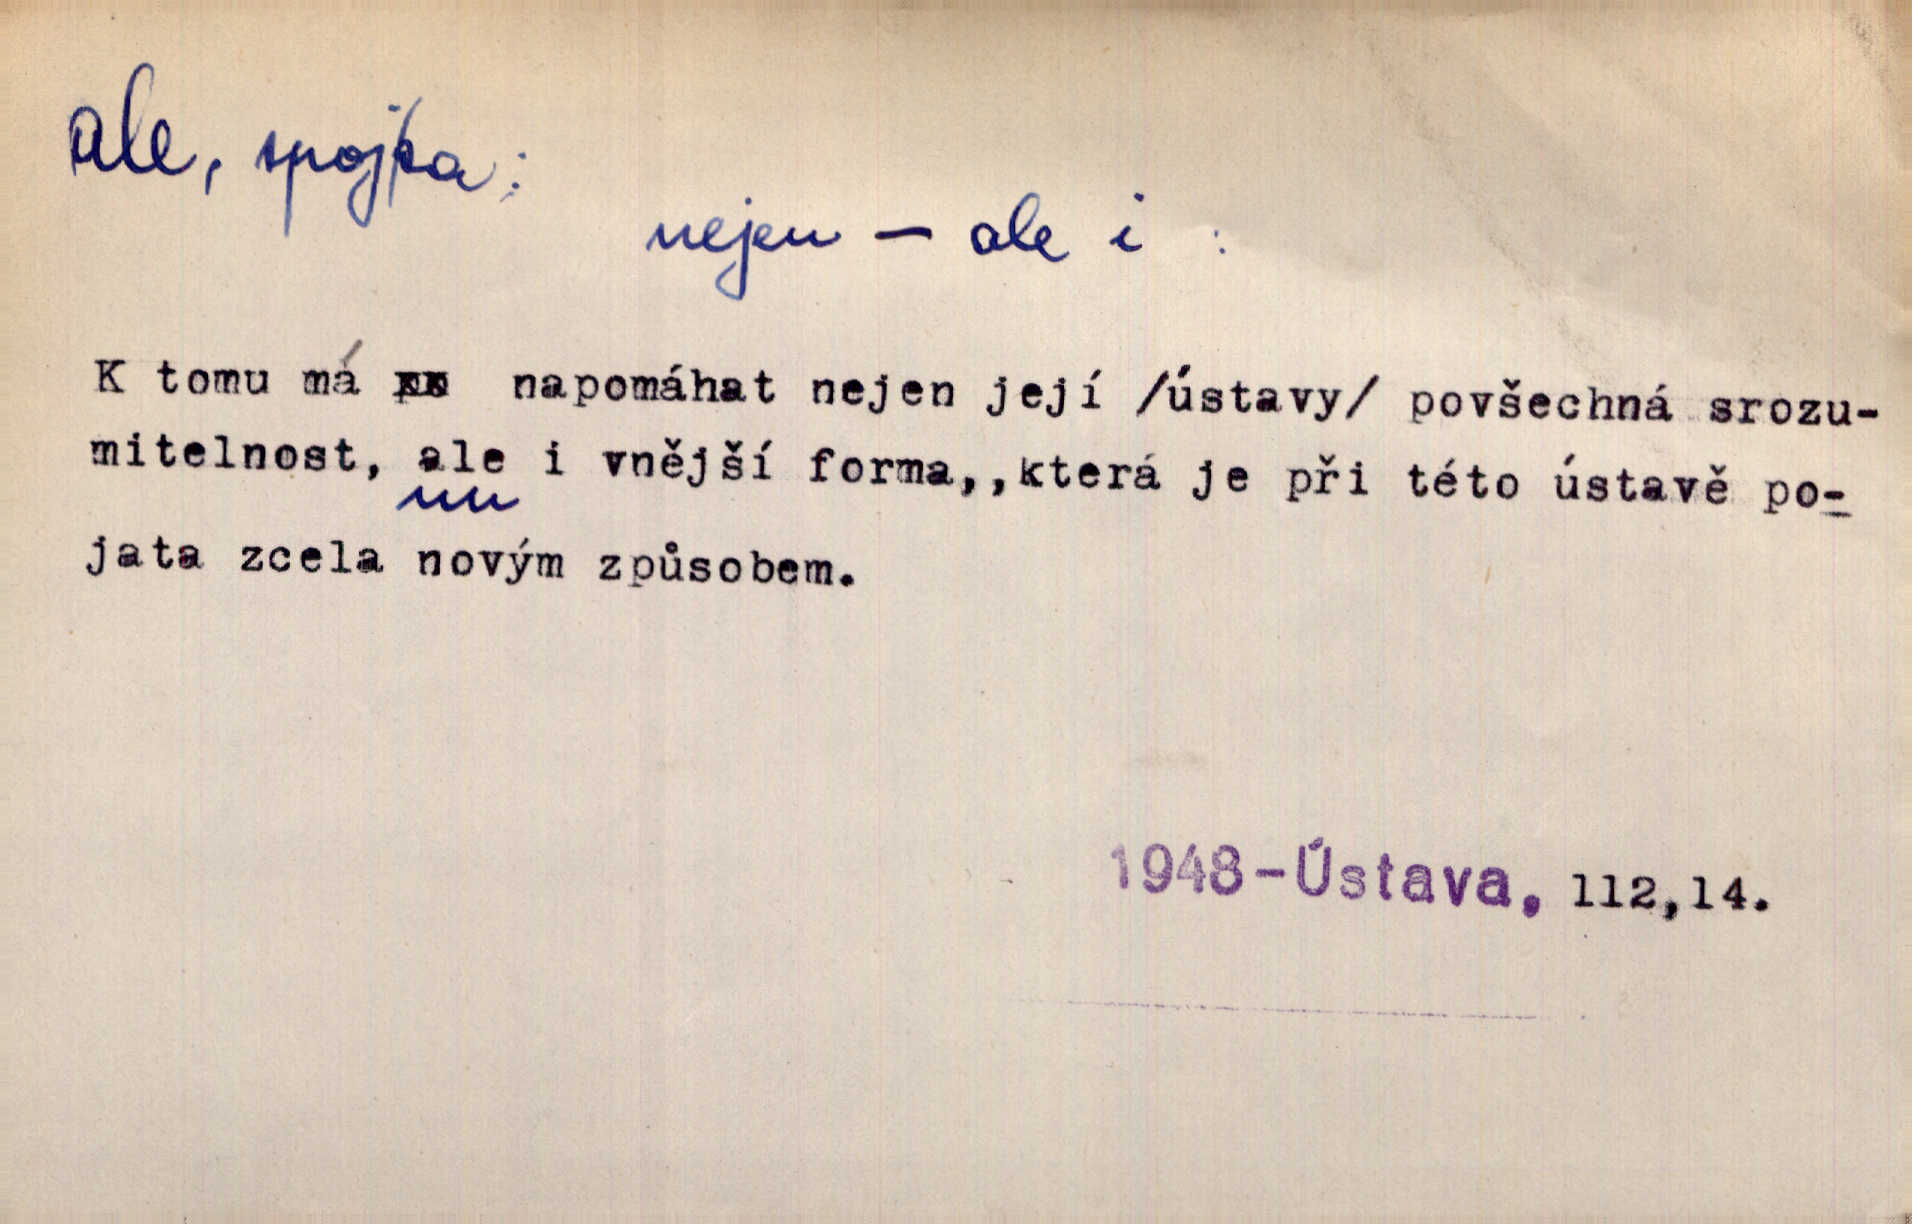 ale, spojka:
nejen – ale i :
K tomu má napomáhat nejen její /ústavy/ povšechná srozu-
mitelnost, ale i vnější forma,,která je při této ústavě po-
jata zcela novým způsobem.
1948-Ústava, 112,14.